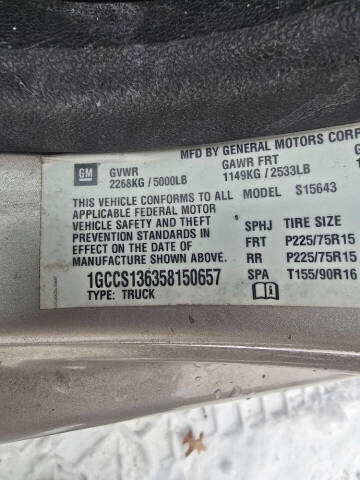 MFD BY GENERAL MOTORS CORP
GM GVWR GAWR FRT
2268KG / 5000LB 1149KG / 2533LB
THIS VEHICLE CONFORMS TO ALL MODEL S15643
APPLICABLE FEDERAL MOTOR
VEHICLE SAFETY AND THEFT SPHJ TIRE SIZE
PREVENTION STANDARDS IN FRT P225/75R15
EFFECT ON THE DATE OF RR P225/75R15
MANUFACTURE SHOWN ABOVE. SPA T155/90R16
1GCCS136358150657
TYPE: TRUCK